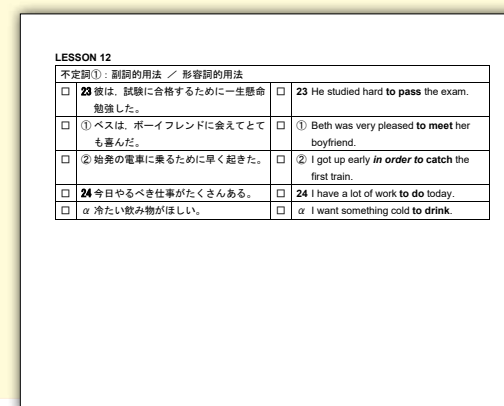 LESSON 12
不定詞①:副詞的用法 / 形容詞的用法
□ 23 彼は,試験に合格するために一生懸命 □ 23 He studied hard to pass the exam.
勉強した。
□ ① ベスは,ボーイフレンドに会えてとて □ ① Beth was very pleased to meet her
も喜んだ。 boyfriend.
□ ② 始発の電車に乗るために早く起きた。 □ ② I got up early in order to catch the
first train.
□ 24 今日やるべき仕事がたくさんある。 □ 24 I have a lot of work to do today.
□ α 冷たい飲み物がほしい。 □ α I want something cold to drink.